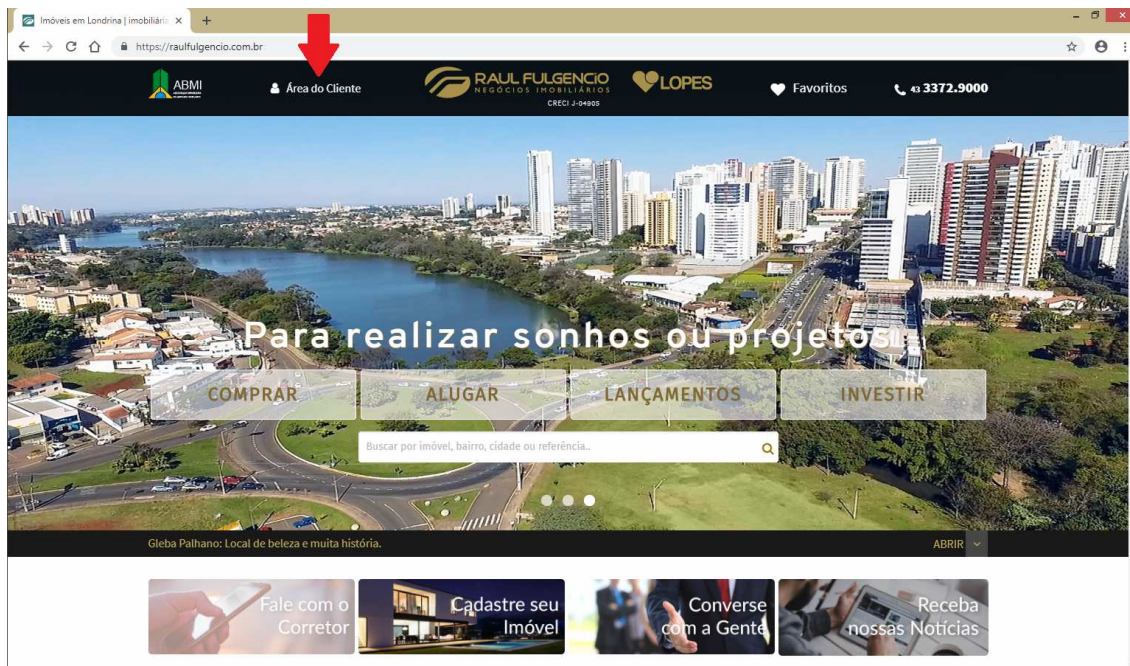 Imóveis em Londrina | imobiliária
https://raulfulgencio.com.br
ABMI
Área do Cliente
RAUL FULGENCIO
NEGÓCIOS IMOBILIÁRIOS
CRECI J-04905
LOPES
Favoritos
43 3372.9000
Para realizar sonhos ou projetos
COMPRAR
ALUGAR
LANÇAMENTOS
INVESTIR
Buscar por imóvel, bairro, cidade ou referência..
Gleba Palhano: Local de beleza e muita história.
ABRIR
Fale com o
Corretor
Cadastre seu
Imóvel
Converse
com a Gente
Receba
nossas Notícias